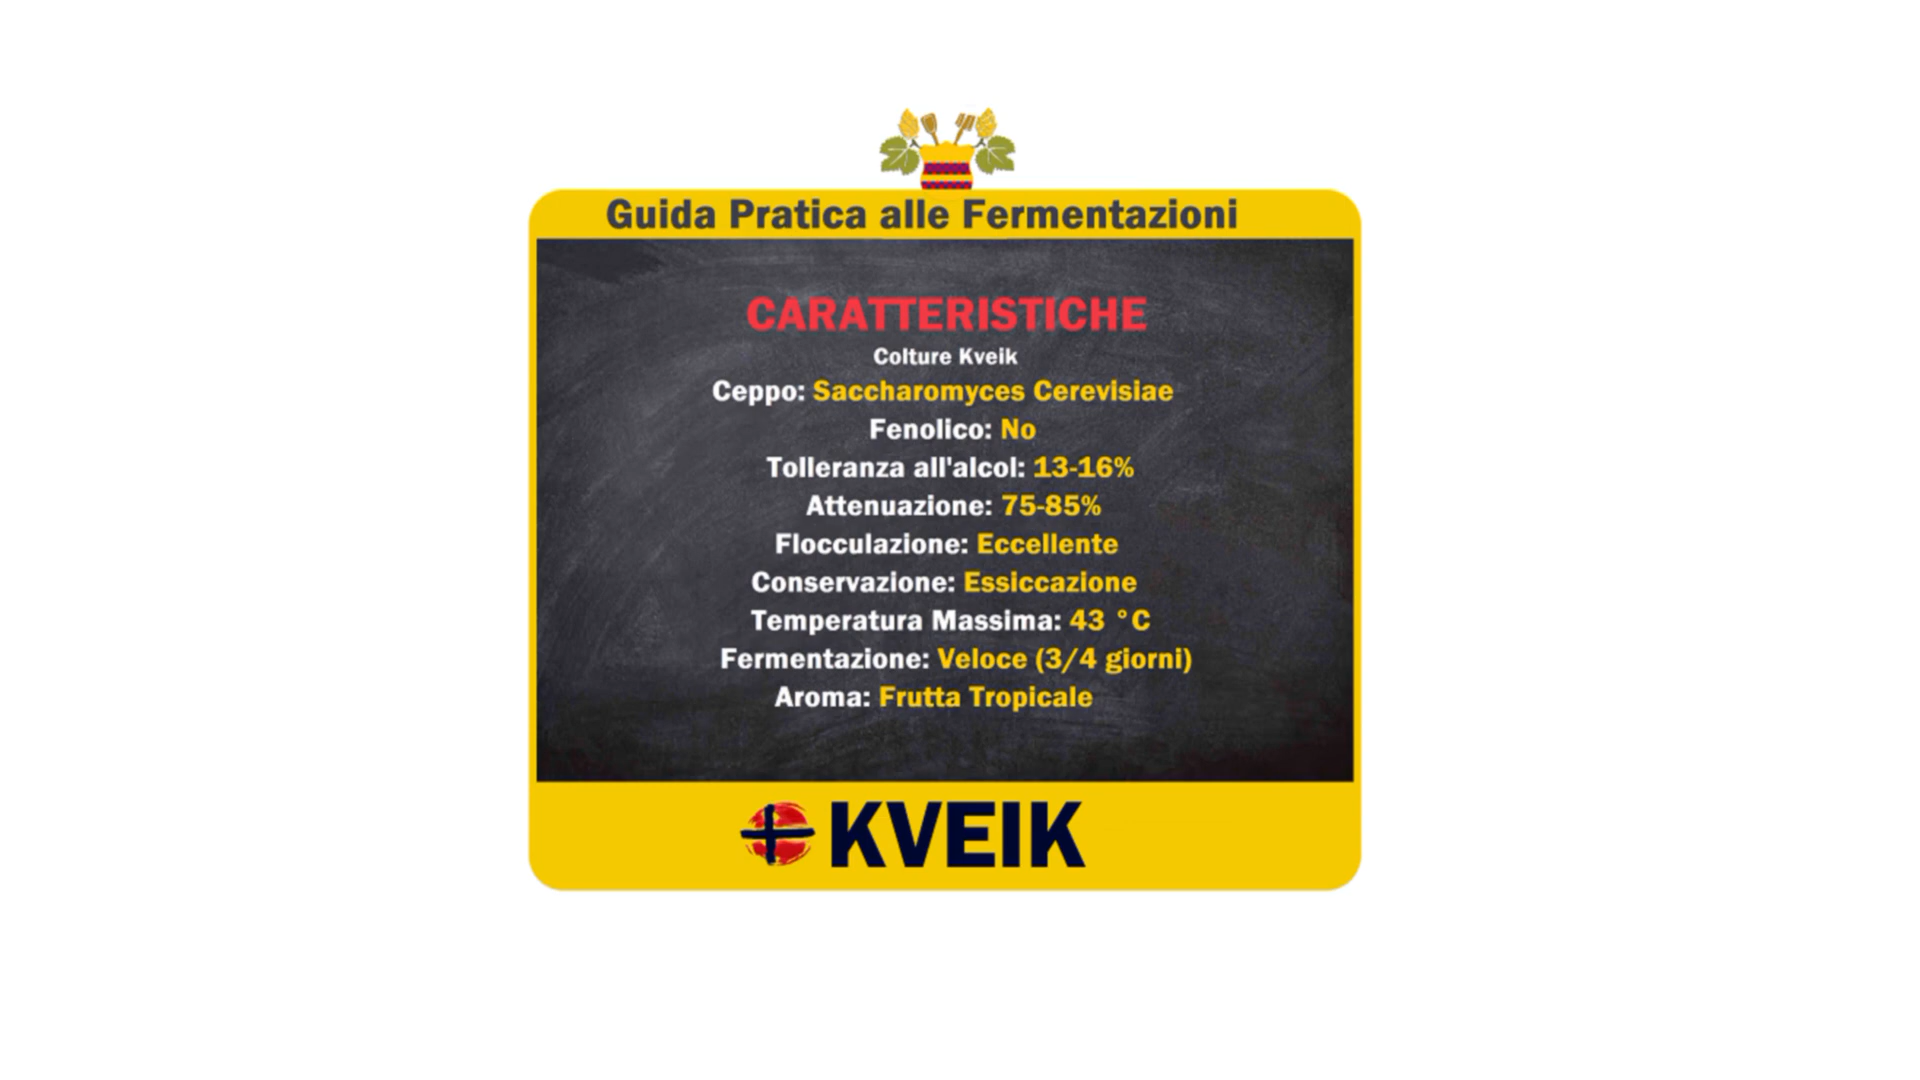 Guida Pratica alle Fermentazioni
CARATTERISTICHE
Colture Kveik
Ceppo: Saccharomyces Cerevisiae
Fenolico: No
Tolleranza all'alcol: 13-16%
Attenuazione: 75-85%
Flocculazione: Eccellente
Conservazione: Essiccazione
Temperatura Massima: 43 °C
Fermentazione: Veloce (3/4 giorni)
Aroma: Frutta Tropicale
KVEIK